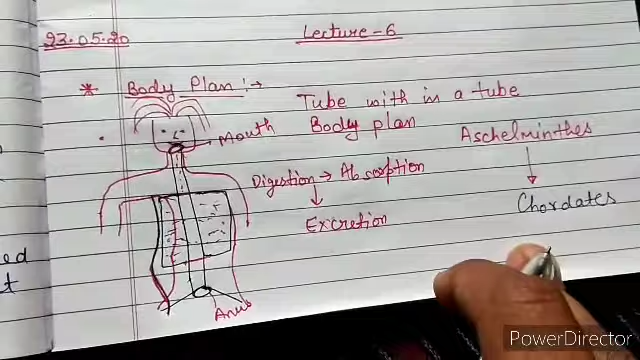 23.05.20
Lecture-6
* Body Plan :→
Tube with in a tube
Body plan
Mouth
Aschelminthes
Digestion → Absorption
↓
Excretion
↓
Chordates
Anus
ed
t
PowerDirector